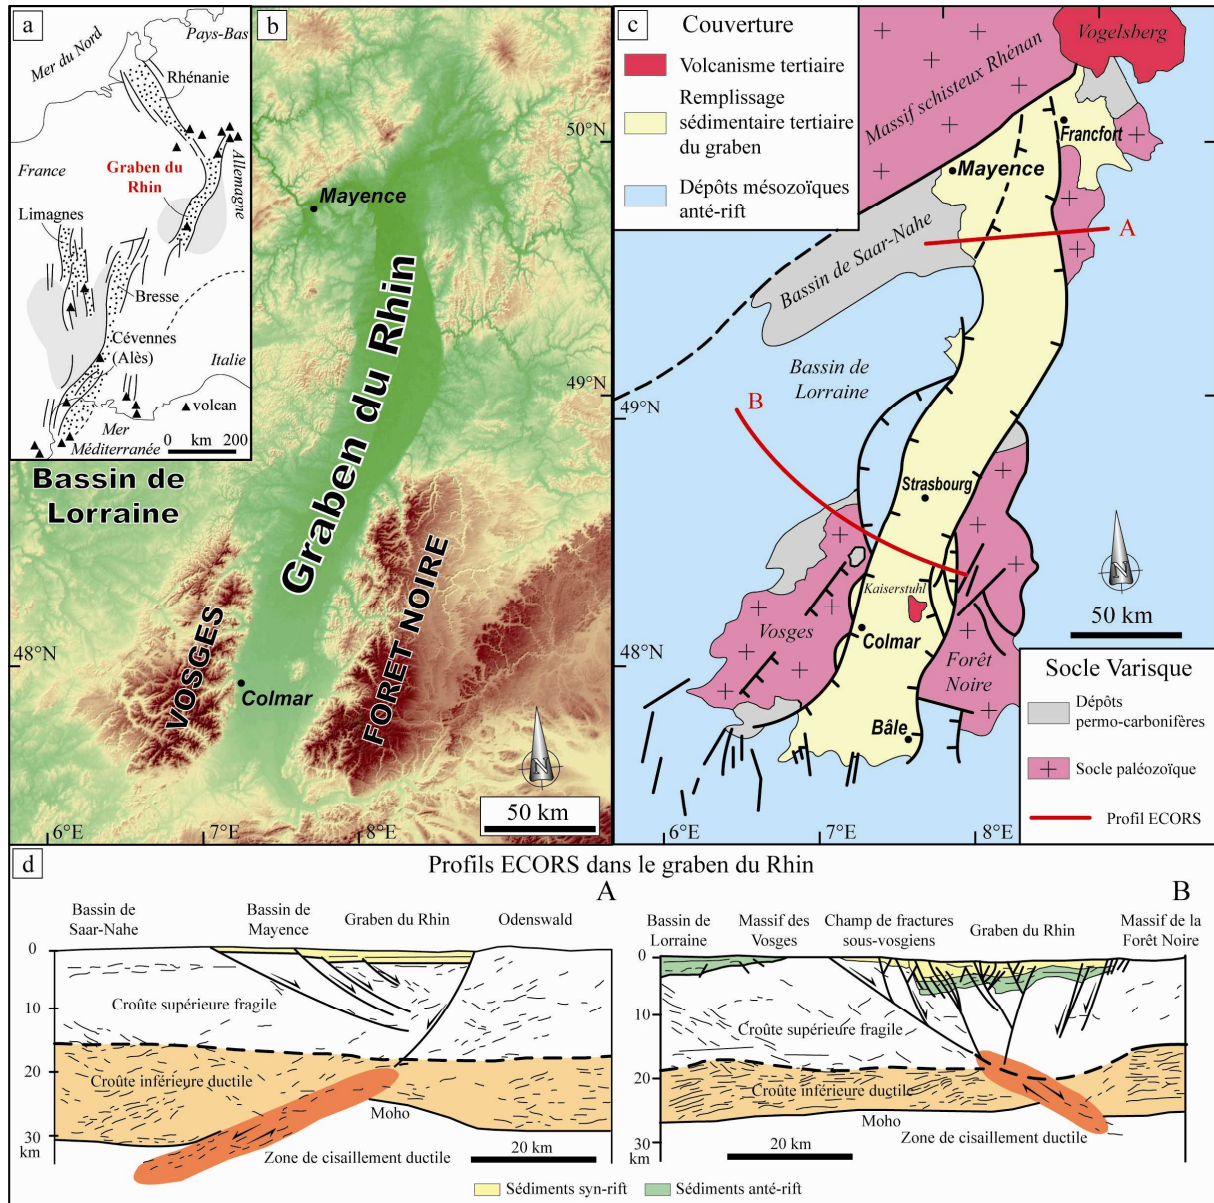 a
Mer du Nord
Pays-Bas
Rhénanie
Graben du
Rhin
Allemagne
France
Limagnes
Bresse
Cévennes
(Alès)
Italie
volcan
Mer
Méditerranée
0 km 200
b
50°N
Mayence
Graben du Rhin
49°N
Bassin de
Lorraine
VOSGES
FORET NOIRE
48°N
Colmar
N
50 km
6°E
7°E
8°E
c
Couverture
Volcanisme tertiaire
Remplissage
sédimentaire tertiaire
du graben
Dépôts mésozoïques
anté-rift
Massif schisteux Rhénan
Vogelsberg
Francfort
Mayence
A
Bassin de Saar-Nahe
Bassin de
Lorraine
49°N
B
Strasbourg
Kaiserstuhl
Vosges
Colmar
Forêt
Noire
48°N
Bâle
N
50 km
Socle Varisque
Dépôts
permo-carbonifères
Socle paléozoïque
Profil ECORS
6°E
7°E
8°E
d
Profils ECORS dans le graben du Rhin
A
Bassin de
Saar-Nahe
Bassin de
Mayence
Graben du Rhin
Odenswald
0
10
20
30
km
Croûte supérieure fragile
Croûte inférieure ductile
Moho
Zone de cisaillement ductile
20 km
B
Bassin de
Lorraine
Massif des
Vosges
Champ de fractures
sous-vosgiens
Graben du Rhin
Massif de la
Forêt Noire
0
10
20
30
km
Croûte supérieure fragile
Croûte inférieure ductile
Moho
Zone de cisaillement ductile
20 km
Sédiments syn-rift
Sédiments anté-rift